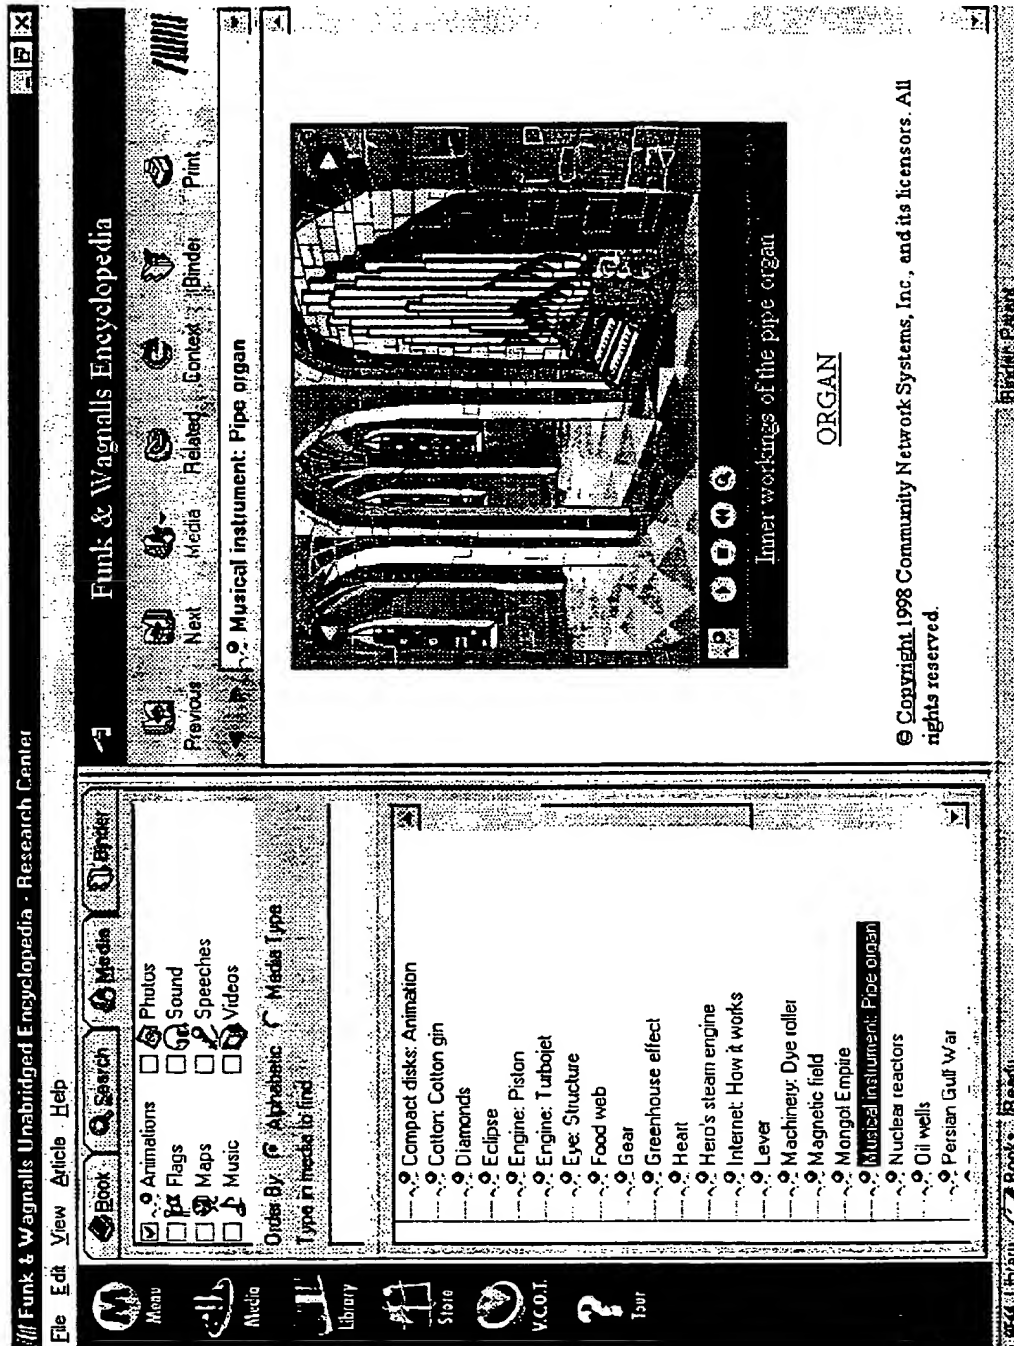 Funk & Wagnalls Unabridged Encyclopedia - Research Center
File Edit View Article Help
Menu
Media
Library
Store
V.C.O.T.
Tour
Book
Search
Media
Binder
Animations
Photos
Flags
Sound
Maps
Speeches
Music
Videos
Order By: Alphabetic Media Type
Type in media to find:
Compact disks: Animation
Cotton: Cotton gin
Diamonds
Eclipse
Engine: Piston
Engine: Turbojet
Eye: Structure
Food web
Gear
Greenhouse effect
Heart
Hero's steam engine
Internet: How it works
Lever
Machinery: Dye roller
Magnetic field
Mongol Empire
Musical instrument: Pipe organ
Nuclear reactors
Oil wells
Persian Gulf War
Funk & Wagnalls Encyclopedia
Previous Next Media Related Context Binder Print
Musical instrument: Pipe organ
Inner workings of the pipe organ
ORGAN
© Copyright 1998 Community Network Systems, Inc., and its licensors. All
rights reserved.